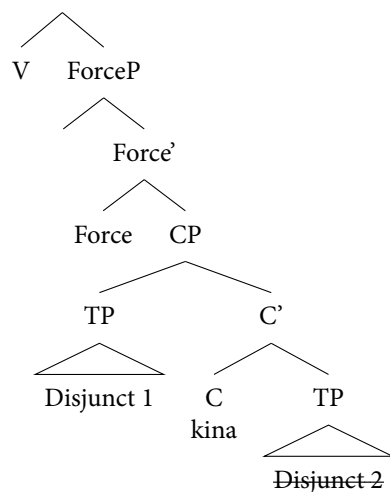 V ForceP
Force’
Force CP
TP C’
Disjunct 1 C TP
kina
Disjunct 2